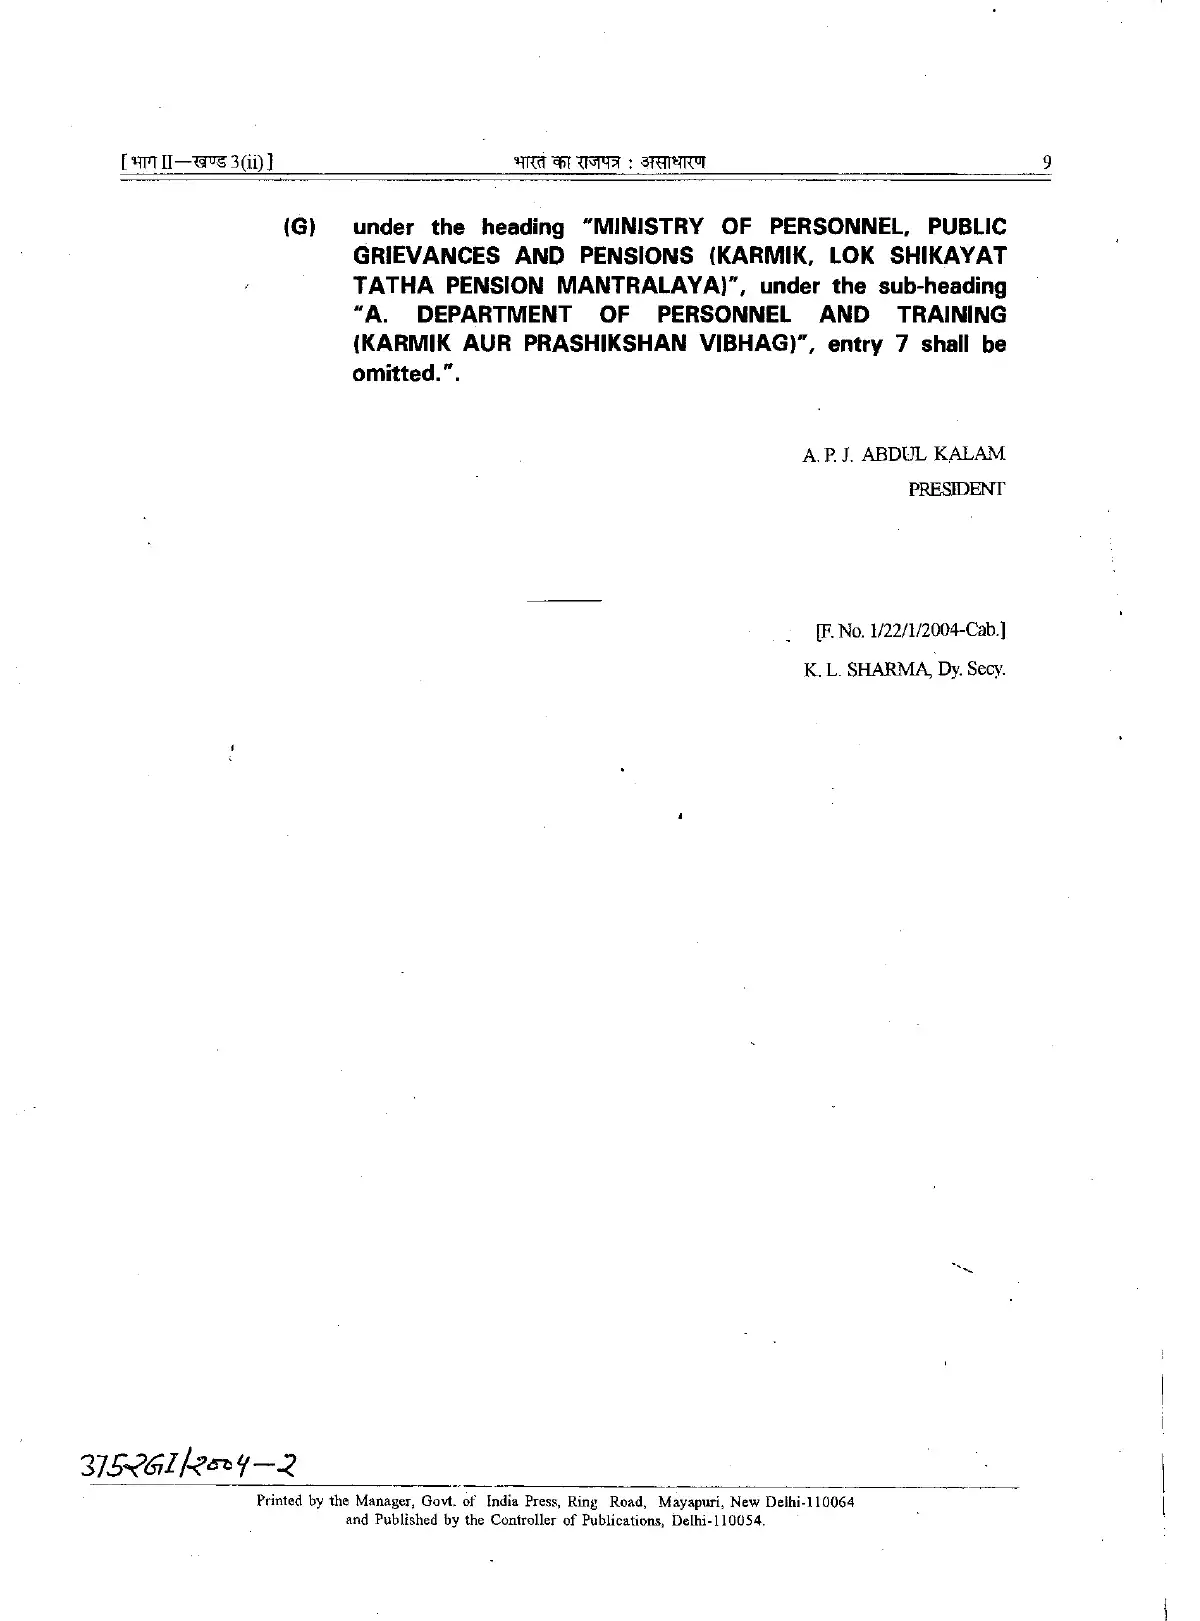 [ भाग II—खण्ड 3(ii) ] भारत का राजपत्र : असाधारण 9
(G) under the heading "MINISTRY OF PERSONNEL, PUBLIC
GRIEVANCES AND PENSIONS (KARMIK, LOK SHIKAYAT
TATHA PENSION MANTRALAYA)", under the sub-heading
"A. DEPARTMENT OF PERSONNEL AND TRAINING
(KARMIK AUR PRASHIKSHAN VIBHAG)", entry 7 shall be
omitted.".
A. P. J. ABDUL KALAM
PRESIDENT
[F. No. 1/22/1/2004-Cab.]
K. L. SHARMA, Dy. Secy.
3752GI/2004—2
Printed by the Manager, Govt. of India Press, Ring Road, Mayapuri, New Delhi-110064
and Published by the Controller of Publications, Delhi-110054.